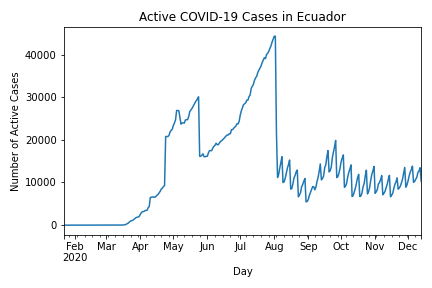 Active COVID-19 Cases in Ecuador
Number of Active Cases
40000
30000
20000
10000
0
Feb Mar Apr May Jun Jul Aug Sep Oct Nov Dec
2020
Day